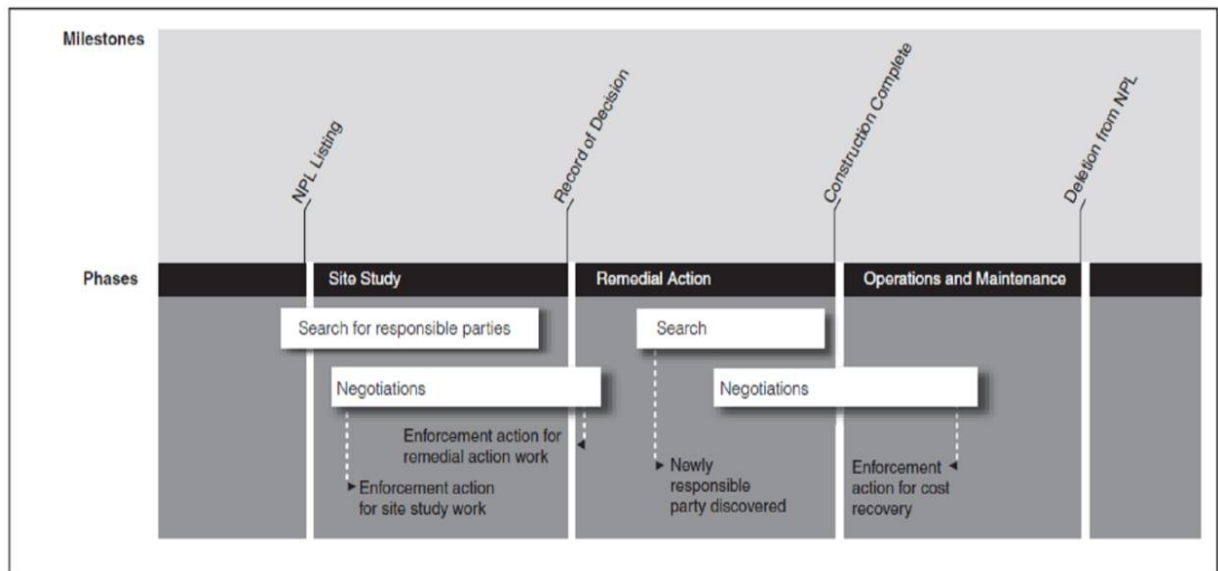 Milestones
NPL Listing
Record of Decision
Construction Complete
Deletion from NPL
Phases
Site Study
Remedial Action
Operations and Maintenance
Search for responsible parties
Search
Negotiations
Negotiations
Enforcement action for
remedial action work
Enforcement action
for site study work
Newly
responsible
party discovered
Enforcement
action for cost
recovery